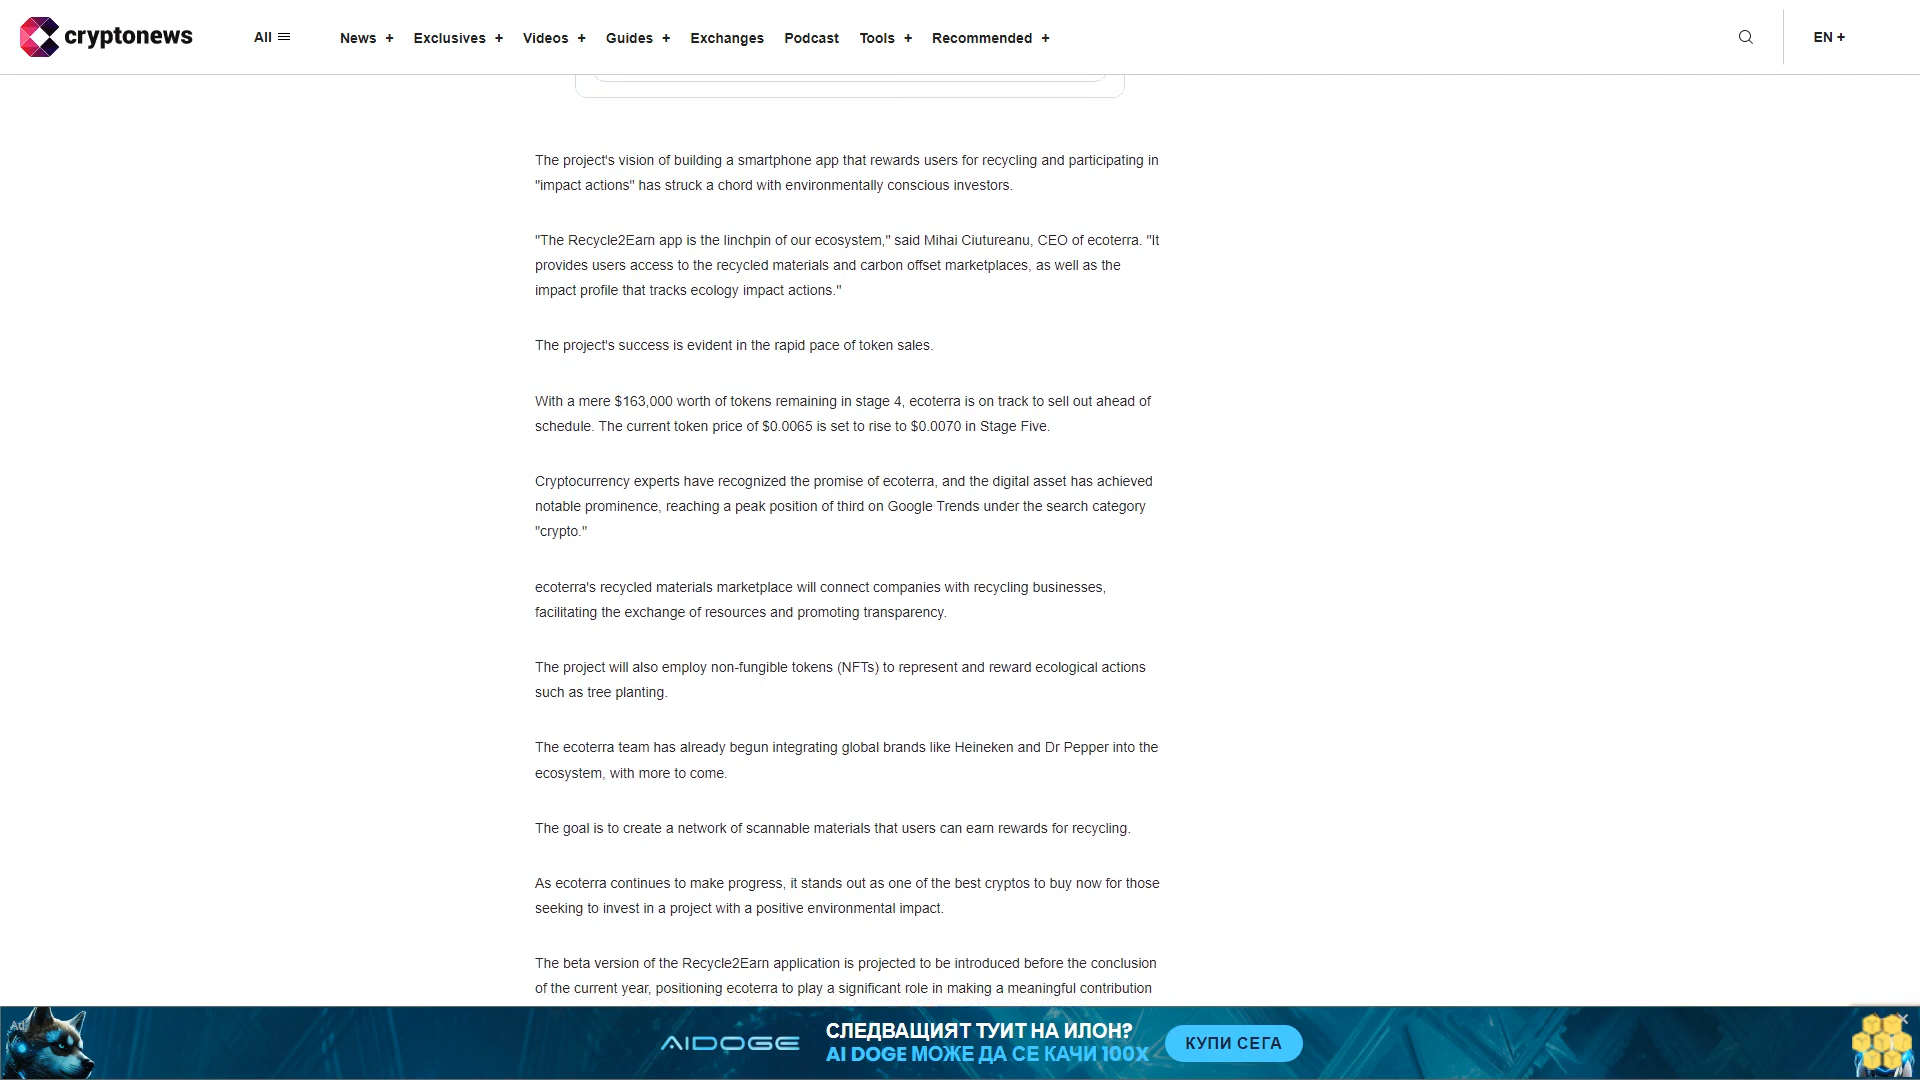 cryptonews
All
News +
Exclusives +
Videos +
Guides +
Exchanges
Podcast
Tools +
Recommended +
EN +
The project's vision of building a smartphone app that rewards users for recycling and participating in
"impact actions" has struck a chord with environmentally conscious investors.
"The Recycle2Earn app is the linchpin of our ecosystem," said Mihai Ciutureanu, CEO of ecoterra. "It
provides users access to the recycled materials and carbon offset marketplaces, as well as the
impact profile that tracks ecology impact actions."
The project's success is evident in the rapid pace of token sales.
With a mere $163,000 worth of tokens remaining in stage 4, ecoterra is on track to sell out ahead of
schedule. The current token price of $0.0065 is set to rise to $0.0070 in Stage Five.
Cryptocurrency experts have recognized the promise of ecoterra, and the digital asset has achieved
notable prominence, reaching a peak position of third on Google Trends under the search category
"crypto."
ecoterra's recycled materials marketplace will connect companies with recycling businesses,
facilitating the exchange of resources and promoting transparency.
The project will also employ non-fungible tokens (NFTs) to represent and reward ecological actions
such as tree planting.
The ecoterra team has already begun integrating global brands like Heineken and Dr Pepper into the
ecosystem, with more to come.
The goal is to create a network of scannable materials that users can earn rewards for recycling.
As ecoterra continues to make progress, it stands out as one of the best cryptos to buy now for those
seeking to invest in a project with a positive environmental impact.
The beta version of the Recycle2Earn application is projected to be introduced before the conclusion
of the current year, positioning ecoterra to play a significant role in making a meaningful contribution
Ad
AIDOGE
СЛЕДВАЩИЯТ ТУИТ НА ИЛОН?
AI DOGE МОЖЕ ДА СЕ КАЧИ 100X
КУПИ СЕГА